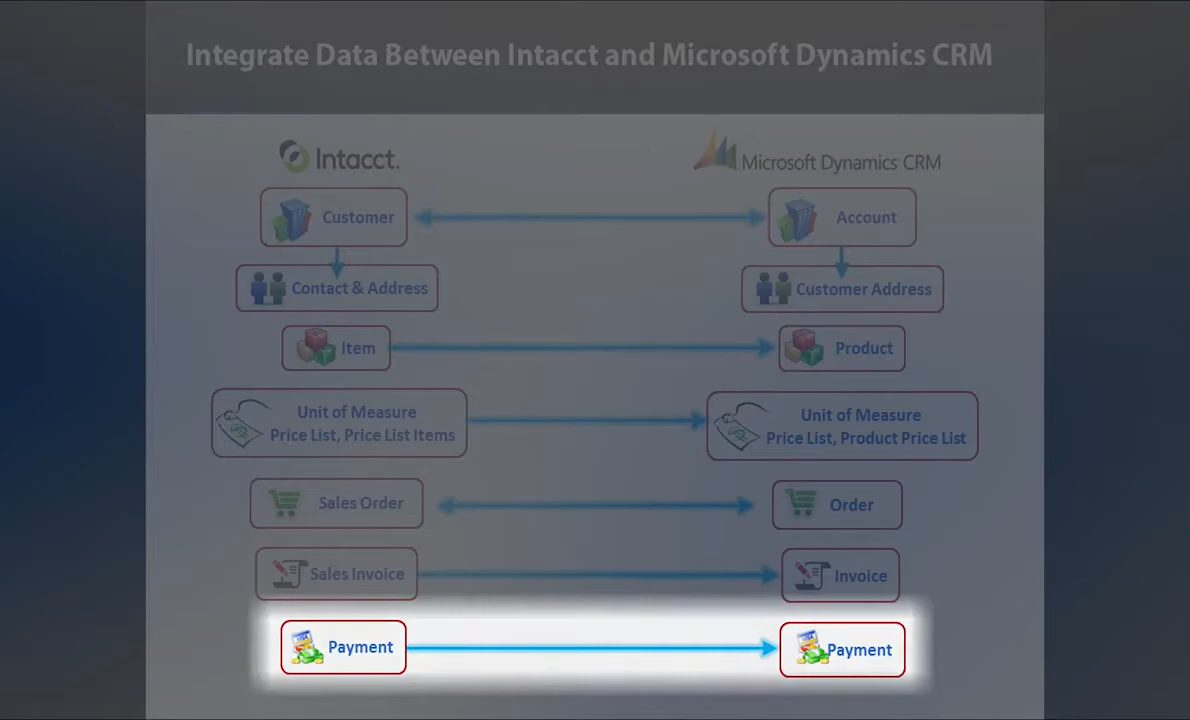 Integrate Data Between Intacct and Microsoft Dynamics CRM
Intacct.
Microsoft Dynamics CRM
Customer
Account
Contact & Address
Customer Address
Item
Product
Unit of Measure
Price List, Price List Items
Unit of Measure
Price List, Product Price List
Sales Order
Order
Sales Invoice
Invoice
Payment
Payment